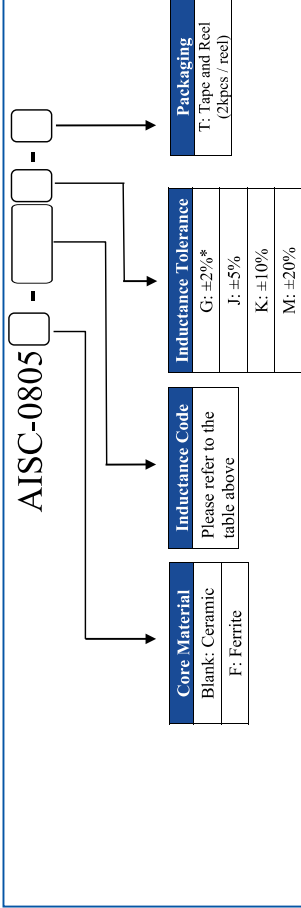 AISC-0805 - -
Core Material
Blank: Ceramic
F: Ferrite
Inductance Code
Please refer to the
table above
Inductance Tolerance
G: ±2%*
J: ±5%
K: ±10%
M: ±20%
Packaging
T: Tape and Reel
(2kpcs / reel)